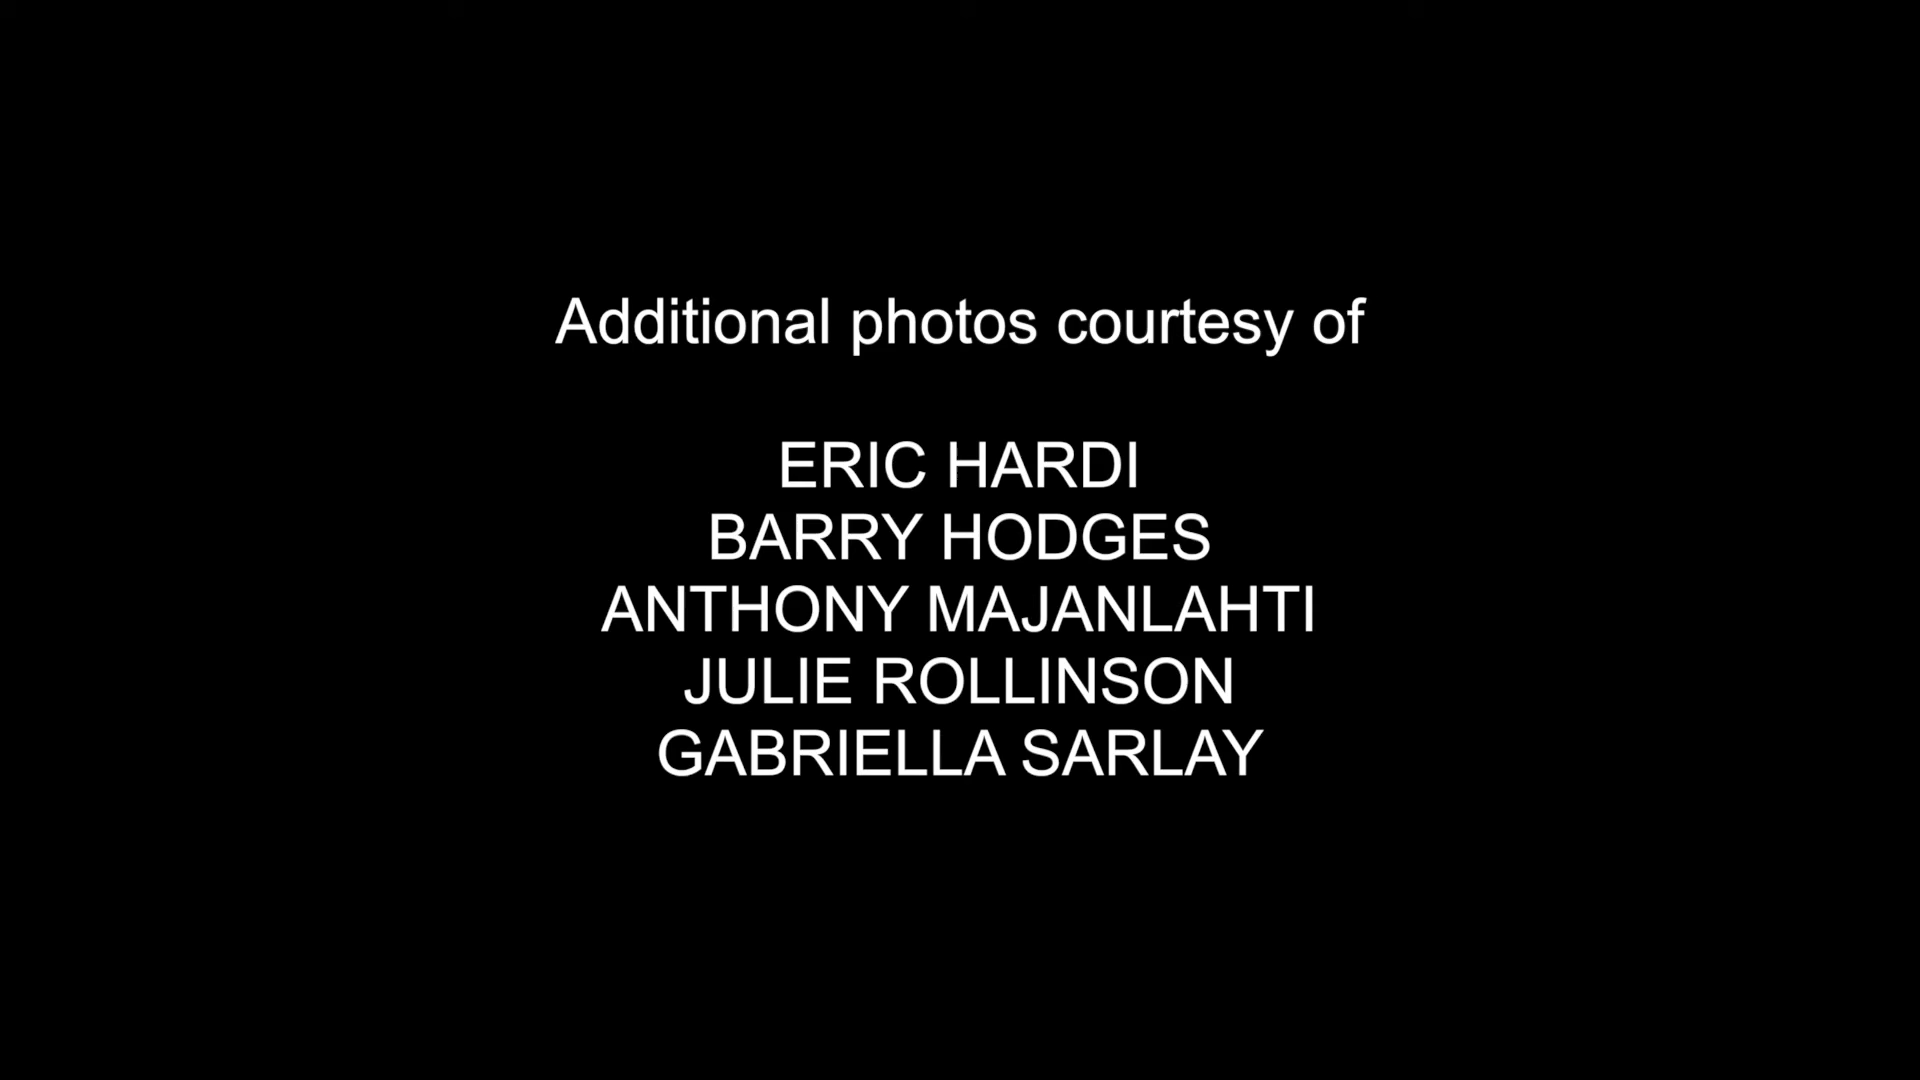 Additional photos courtesy of
ERIC HARDI
BARRY HODGES
ANTHONY MAJANLAHTI
JULIE ROLLINSON
GABRIELLA SARLAY